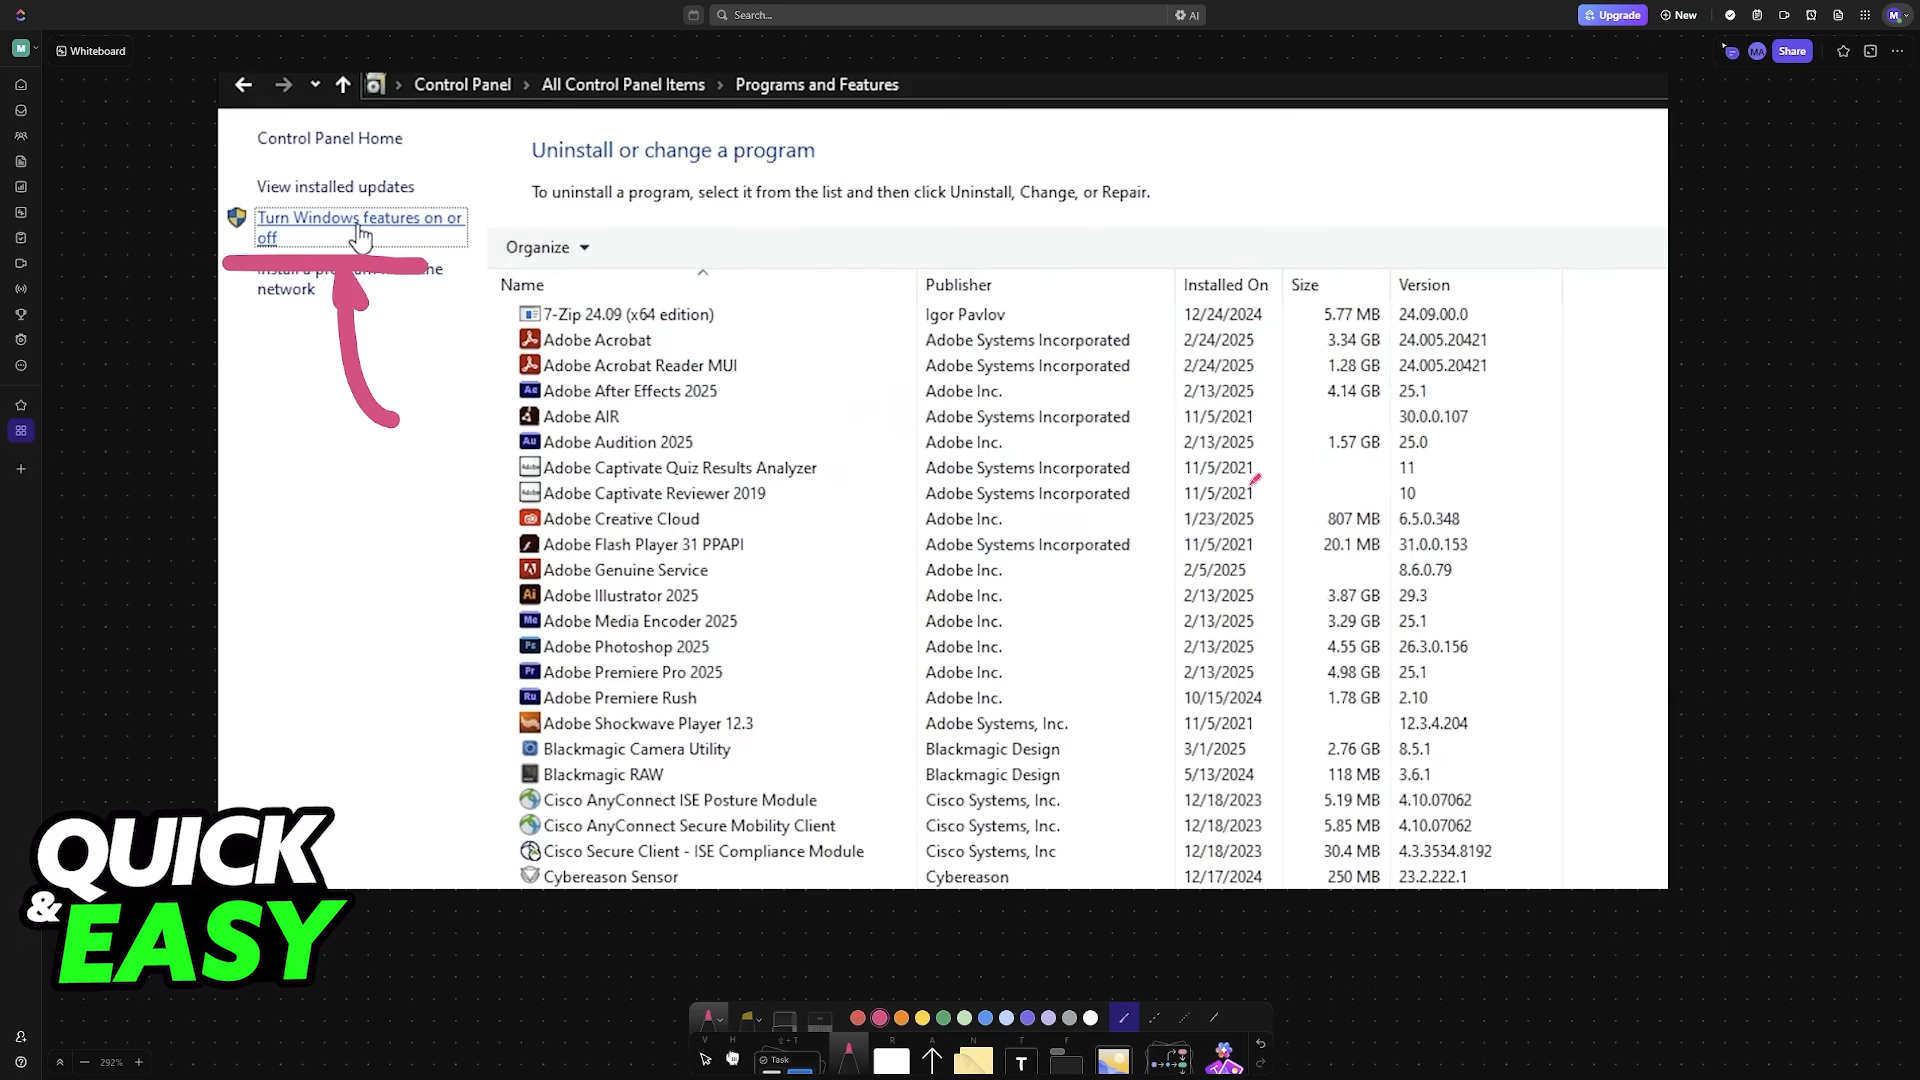 Search...
AI
Upgrade
New
M
M
Whiteboard
MA
Share
Control Panel > All Control Panel Items > Programs and Features
Control Panel Home
View installed updates
Turn Windows features on or
off
network
Uninstall or change a program
To uninstall a program, select it from the list and then click Uninstall, Change, or Repair.
Organize
Name Publisher Installed On Size Version
7-Zip 24.09 (x64 edition) Igor Pavlov 12/24/2024 5.77 MB 24.09.00.0
Adobe Acrobat Adobe Systems Incorporated 2/24/2025 3.34 GB 24.005.20421
Adobe Acrobat Reader MUI Adobe Systems Incorporated 2/24/2025 1.28 GB 24.005.20421
Adobe After Effects 2025 Adobe Inc. 2/13/2025 4.14 GB 25.1
Adobe AIR Adobe Systems Incorporated 11/5/2021 30.0.0.107
Adobe Audition 2025 Adobe Inc. 2/13/2025 1.57 GB 25.0
Adobe Captivate Quiz Results Analyzer Adobe Systems Incorporated 11/5/2021 11
Adobe Captivate Reviewer 2019 Adobe Systems Incorporated 11/5/2021 10
Adobe Creative Cloud Adobe Inc. 1/23/2025 807 MB 6.5.0.348
Adobe Flash Player 31 PPAPI Adobe Systems Incorporated 11/5/2021 20.1 MB 31.0.0.153
Adobe Genuine Service Adobe Inc. 2/5/2025 8.6.0.79
Adobe Illustrator 2025 Adobe Inc. 2/13/2025 3.87 GB 29.3
Adobe Media Encoder 2025 Adobe Inc. 2/13/2025 3.29 GB 25.1
Adobe Photoshop 2025 Adobe Inc. 2/13/2025 4.55 GB 26.3.0.156
Adobe Premiere Pro 2025 Adobe Inc. 2/13/2025 4.98 GB 25.1
Adobe Premiere Rush Adobe Inc. 10/15/2024 1.78 GB 2.10
Adobe Shockwave Player 12.3 Adobe Systems, Inc. 11/5/2021 12.3.4.204
Blackmagic Camera Utility Blackmagic Design 3/1/2025 2.76 GB 8.5.1
Blackmagic RAW Blackmagic Design 5/13/2024 118 MB 3.6.1
Cisco AnyConnect ISE Posture Module Cisco Systems, Inc. 12/18/2023 5.19 MB 4.10.07062
Cisco AnyConnect Secure Mobility Client Cisco Systems, Inc. 12/18/2023 5.85 MB 4.10.07062
Cisco Secure Client - ISE Compliance Module Cisco Systems, Inc 12/18/2023 30.4 MB 4.3.3534.8192
Cybereason Sensor Cybereason 12/17/2024 250 MB 23.2.222.1
QUICK
& EASY
V H R A N T F
Task
T
292%